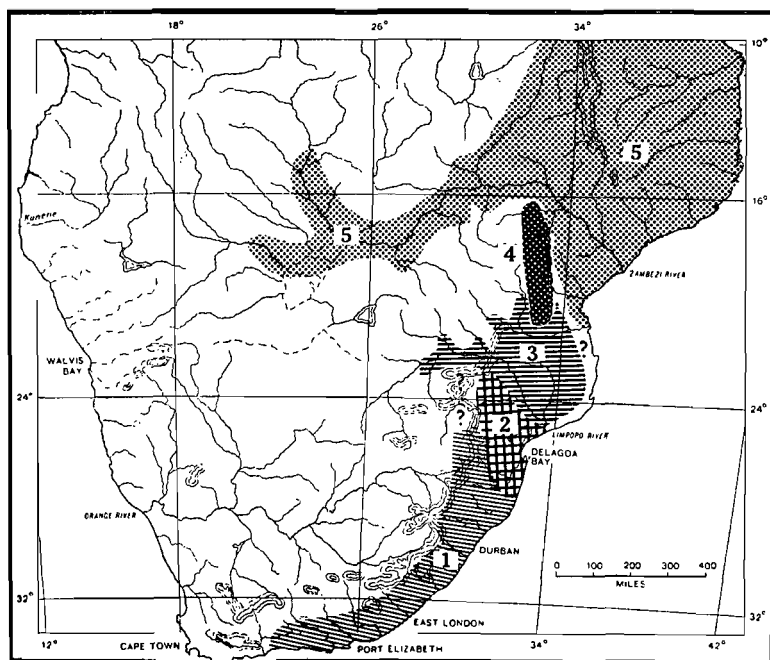 18° 26° 34°
10°
5
16°
Kunene
5
4
ZAMBEZI RIVER
3 ?
WALVIS BAY
?
24° 24°
? 2
LIMPOPO RIVER
DELAGOA BAY
ORANGE RIVER
1 DURBAN
0 100 200 300 400
MILES
32° 32°
EAST LONDON
12° CAPE TOWN PORT ELIZABETH 34° 42°